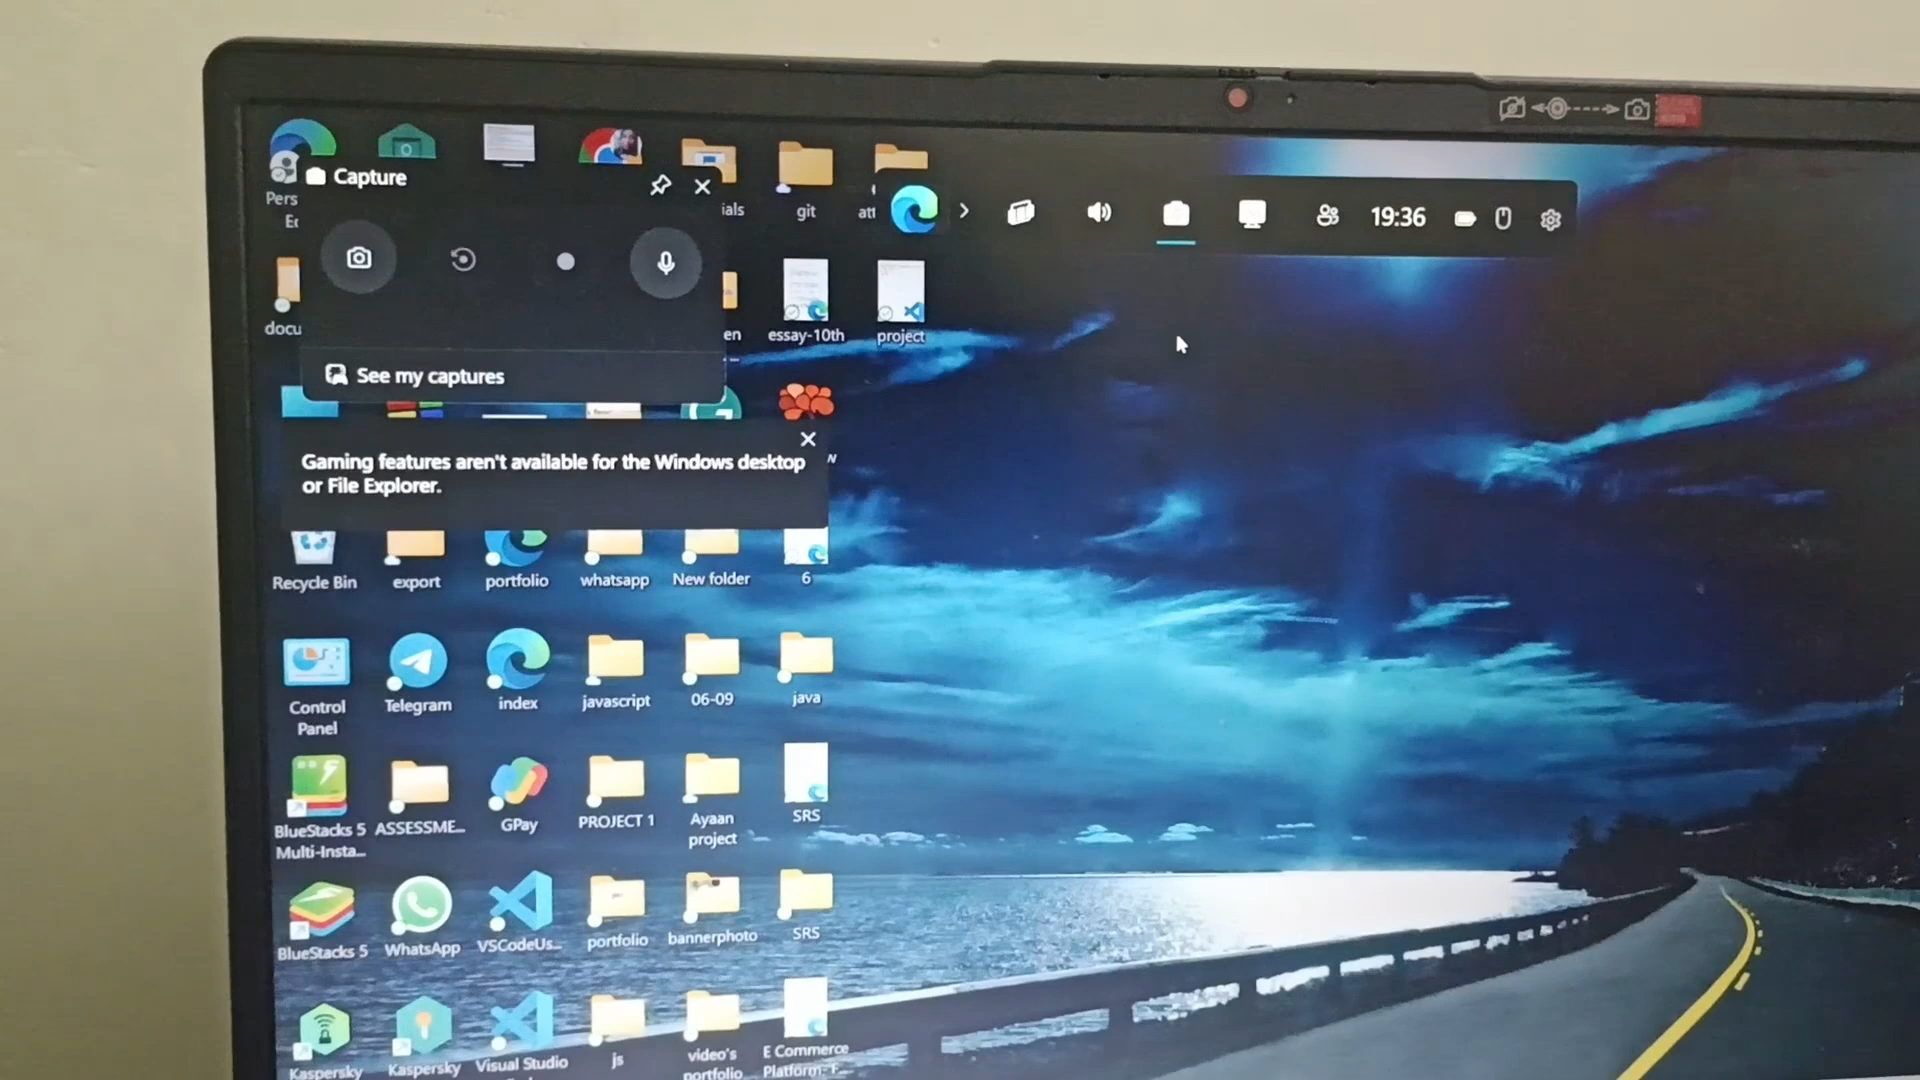 Capture
See my captures
Gaming features aren't available for the Windows desktop
or File Explorer.
19:36
Pers
docu
ials
git
att
en
essay-10th
project
Recycle Bin
export
portfolio
whatsapp
New folder
6
Control
Panel
Telegram
index
javascript
06-09
java
BlueStacks 5
Multi-Insta...
ASSESSME...
GPay
PROJECT 1
Ayaan
project
SRS
BlueStacks 5
WhatsApp
VSCodeUs...
portfolio
bannerphoto
SRS
Kaspersky
Kaspersky
Visual Studio
js
video's
portfolio
E Commerce
Platform- F...